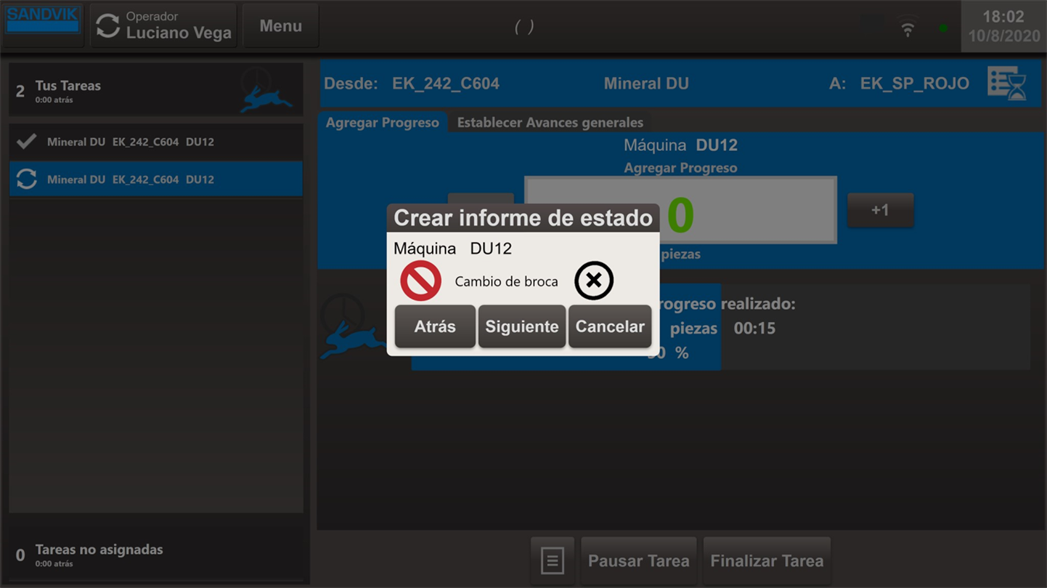 SANDVIK
Operador
Luciano Vega
Menu
( )
18:02
10/8/2020
2 Tus Tareas
0:00 atrás
Mineral DU EK_242_C604 DU12
Mineral DU EK_242_C604 DU12
0 Tareas no asignadas
0:00 atrás
Desde: EK_242_C604 Mineral DU A: EK_SP_ROJO
Agregar Progreso Establecer Avances generales
Máquina DU12
Agregar Progreso
0
+1
piezas
Crear informe de estado
Máquina DU12
Cambio de broca
Atrás Siguiente Cancelar
realizado:
piezas 00:15
%
Pausar Tarea Finalizar Tarea